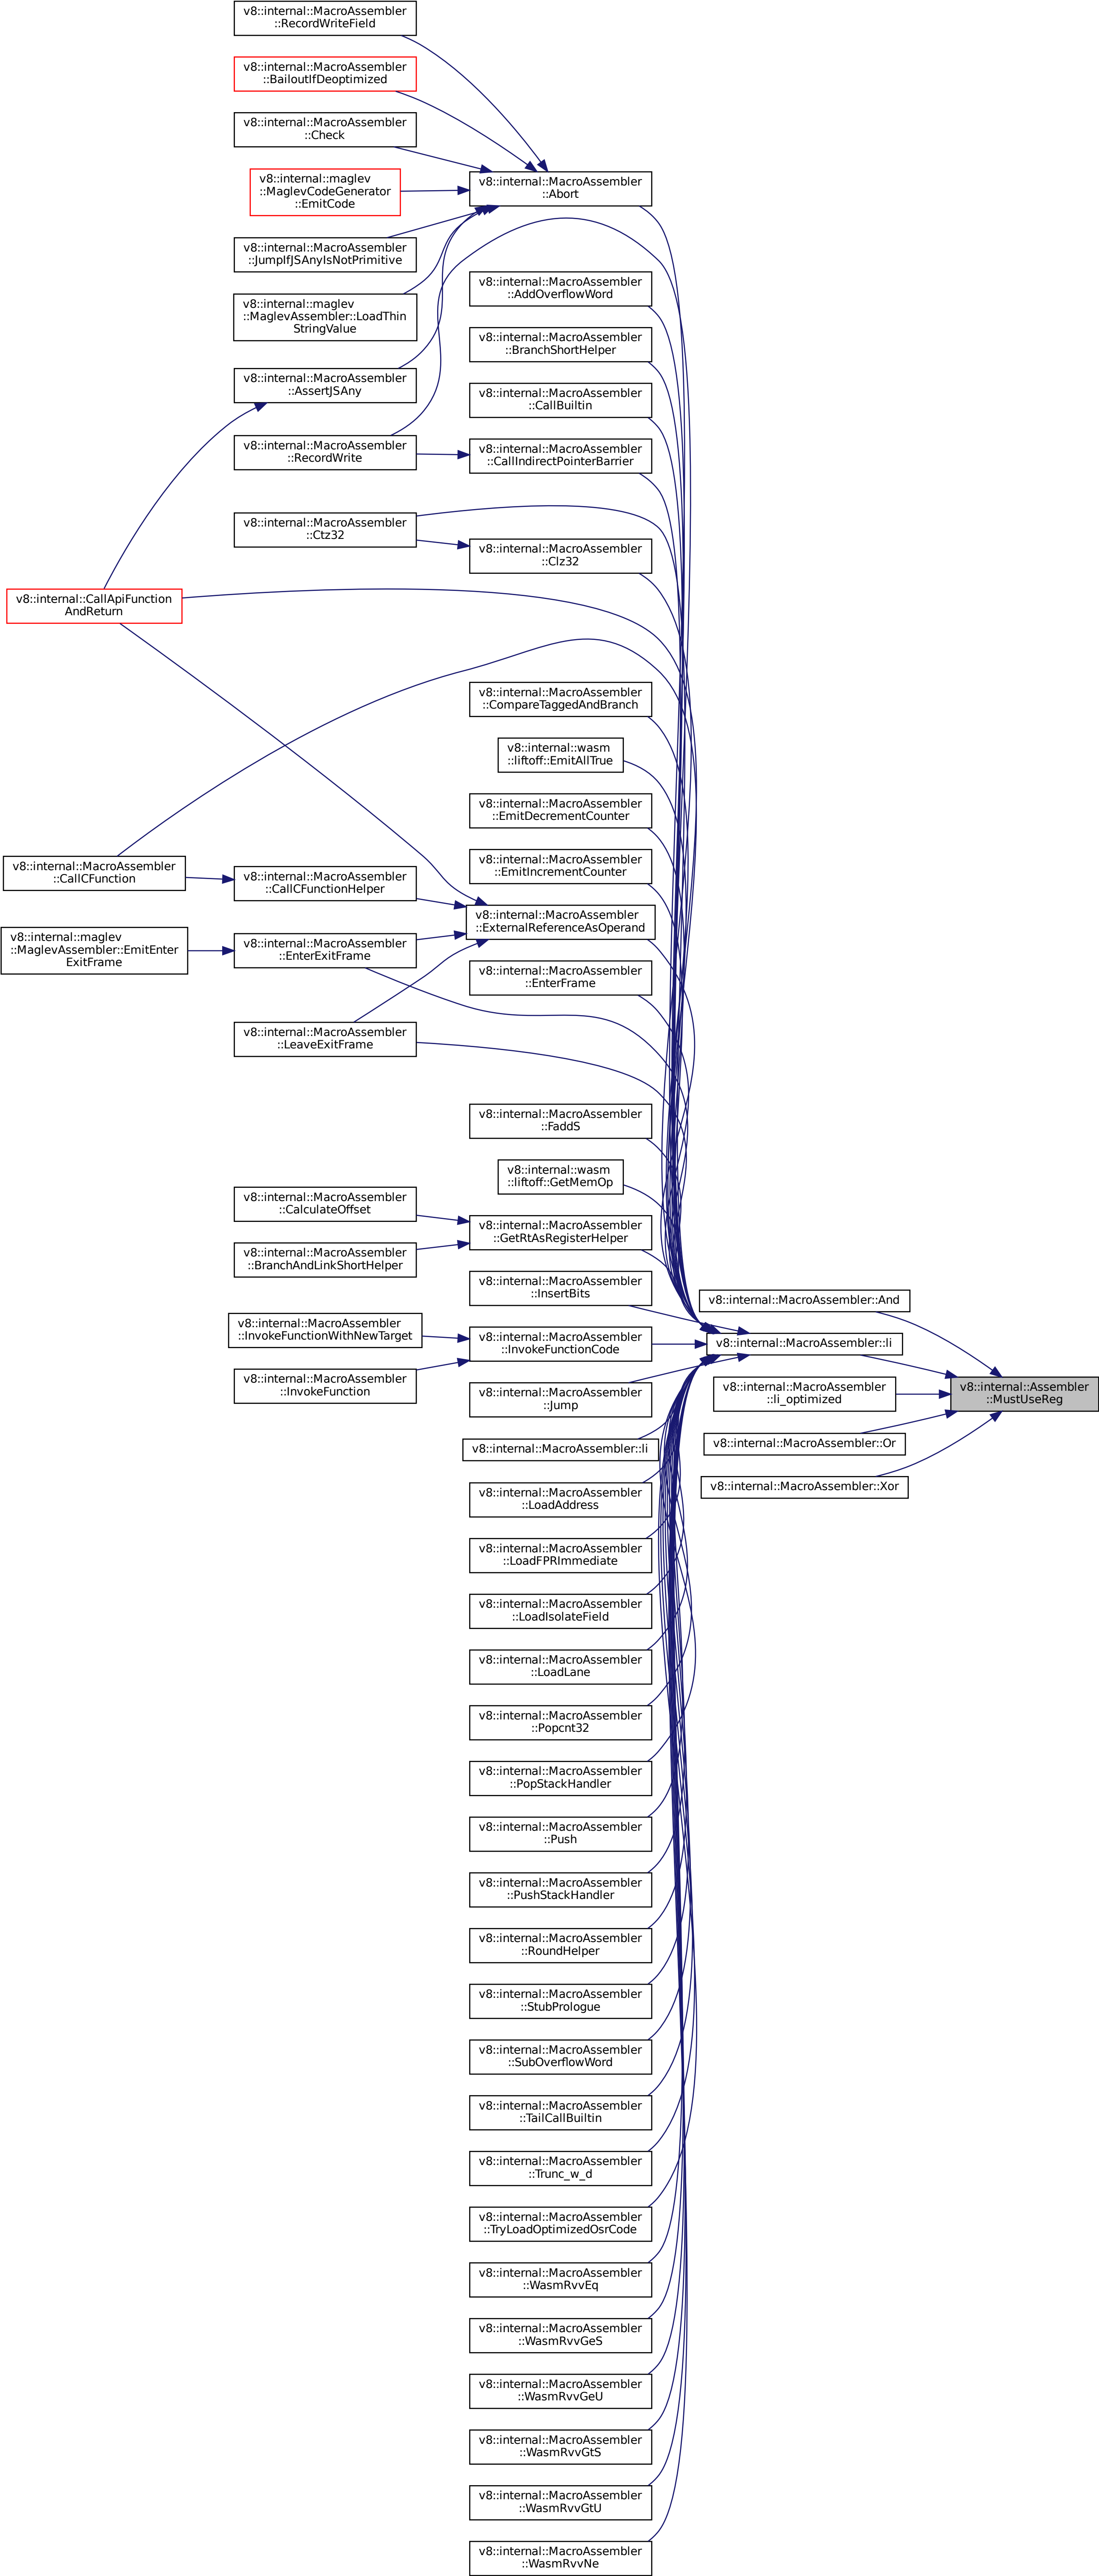 v8::internal::MacroAssembler
::RecordWriteField
v8::internal::MacroAssembler
::BailoutIfDeoptimized
v8::internal::MacroAssembler
::Check
v8::internal::maglev
::MaglevCodeGenerator
::EmitCode
v8::internal::MacroAssembler
::JumpIfJSAnyIsNotPrimitive
v8::internal::maglev
::MaglevAssembler::LoadThin
StringValue
v8::internal::MacroAssembler
::AssertJSAny
v8::internal::MacroAssembler
::RecordWrite
v8::internal::MacroAssembler
::Ctz32
v8::internal::CallApiFunction
AndReturn
v8::internal::MacroAssembler
::CallCFunction
v8::internal::MacroAssembler
::CallCFunctionHelper
v8::internal::maglev
::MaglevAssembler::EmitEnter
ExitFrame
v8::internal::MacroAssembler
::EnterExitFrame
v8::internal::MacroAssembler
::LeaveExitFrame
v8::internal::MacroAssembler
::CalculateOffset
v8::internal::MacroAssembler
::BranchAndLinkShortHelper
v8::internal::MacroAssembler
::InvokeFunctionWithNewTarget
v8::internal::MacroAssembler
::InvokeFunction
v8::internal::MacroAssembler
::Abort
v8::internal::MacroAssembler
::AddOverflowWord
v8::internal::MacroAssembler
::BranchShortHelper
v8::internal::MacroAssembler
::CallBuiltin
v8::internal::MacroAssembler
::CallIndirectPointerBarrier
v8::internal::MacroAssembler
::Clz32
v8::internal::MacroAssembler
::CompareTaggedAndBranch
v8::internal::wasm
::liftoff::EmitAllTrue
v8::internal::MacroAssembler
::EmitDecrementCounter
v8::internal::MacroAssembler
::EmitIncrementCounter
v8::internal::MacroAssembler
::ExternalReferenceAsOperand
v8::internal::MacroAssembler
::EnterFrame
v8::internal::MacroAssembler
::FaddS
v8::internal::wasm
::liftoff::GetMemOp
v8::internal::MacroAssembler
::GetRtAsRegisterHelper
v8::internal::MacroAssembler
::InsertBits
v8::internal::MacroAssembler
::InvokeFunctionCode
v8::internal::MacroAssembler
::Jump
v8::internal::MacroAssembler::li
v8::internal::MacroAssembler
::LoadAddress
v8::internal::MacroAssembler
::LoadFPRImmediate
v8::internal::MacroAssembler
::LoadIsolateField
v8::internal::MacroAssembler
::LoadLane
v8::internal::MacroAssembler
::Popcnt32
v8::internal::MacroAssembler
::PopStackHandler
v8::internal::MacroAssembler
::Push
v8::internal::MacroAssembler
::PushStackHandler
v8::internal::MacroAssembler
::RoundHelper
v8::internal::MacroAssembler
::StubPrologue
v8::internal::MacroAssembler
::SubOverflowWord
v8::internal::MacroAssembler
::TailCallBuiltin
v8::internal::MacroAssembler
::Trunc_w_d
v8::internal::MacroAssembler
::TryLoadOptimizedOsrCode
v8::internal::MacroAssembler
::WasmRvvEq
v8::internal::MacroAssembler
::WasmRvvGeS
v8::internal::MacroAssembler
::WasmRvvGeU
v8::internal::MacroAssembler
::WasmRvvGtS
v8::internal::MacroAssembler
::WasmRvvGtU
v8::internal::MacroAssembler
::WasmRvvNe
v8::internal::MacroAssembler::And
v8::internal::MacroAssembler::li
v8::internal::MacroAssembler
::li_optimized
v8::internal::MacroAssembler::Or
v8::internal::MacroAssembler::Xor
v8::internal::Assembler
::MustUseReg